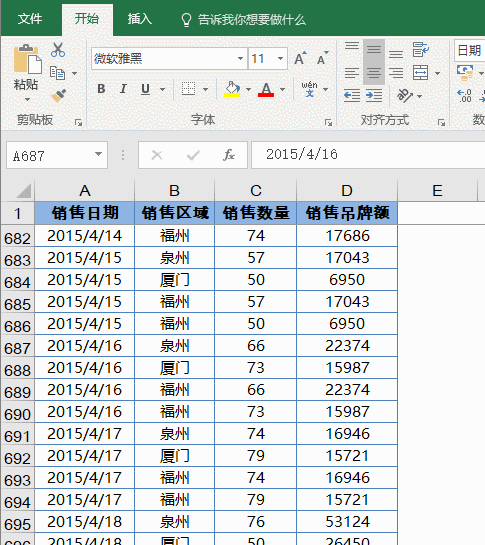 文件 开始 插入 告诉我你想要做什么
微软雅黑 11 A A 日期
粘贴 B I U A wén 文
剪贴板 字体 对齐方式
A687 fx 2015/4/16
A B C D E
1 销售日期 销售区域 销售数量 销售吊牌额
682 2015/4/14 福州 74 17686
683 2015/4/15 泉州 57 17043
684 2015/4/15 厦门 50 6950
685 2015/4/15 福州 57 17043
686 2015/4/15 福州 50 6950
687 2015/4/16 泉州 66 22374
688 2015/4/16 厦门 73 15987
689 2015/4/16 福州 66 22374
690 2015/4/16 福州 73 15987
691 2015/4/17 泉州 74 16946
692 2015/4/17 厦门 79 15721
693 2015/4/17 福州 74 16946
694 2015/4/17 福州 79 15721
695 2015/4/18 泉州 76 53124
696 2015/4/18 厦门 50 26450